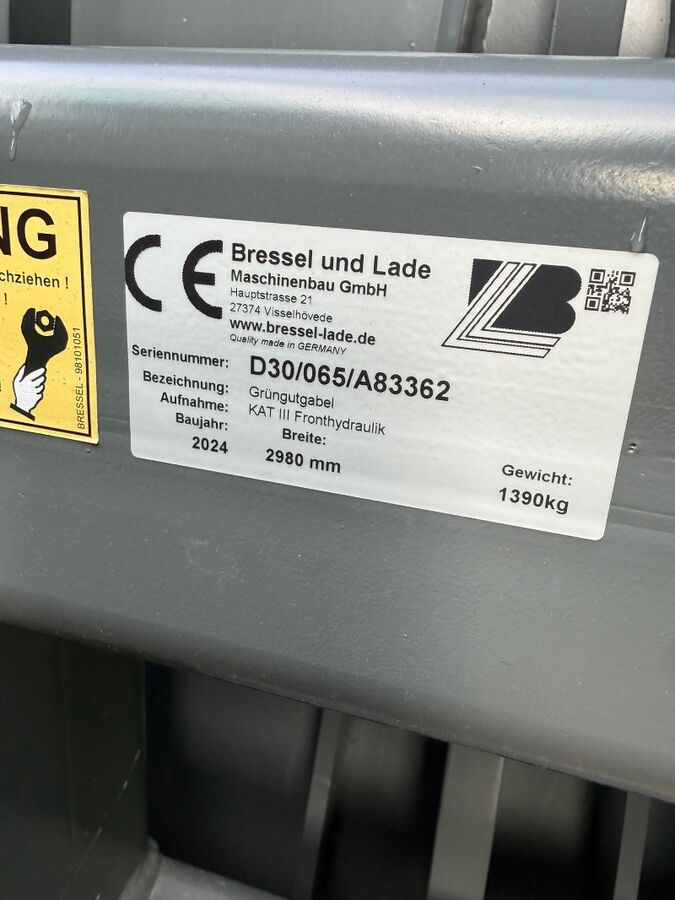 NG
chziehen !
!
BRESSEL - 98101051
CE
Bressel und Lade
Maschinenbau GmbH
Hauptstrasse 21
27374 Visselhövede
www.bressel-lade.de
Quality made in GERMANY
Seriennummer: D30/065/A83362
Bezeichnung: Grüngutgabel
Aufnahme: KAT III Fronthydraulik
Baujahr: Breite: Gewicht:
2024 2980 mm 1390kg